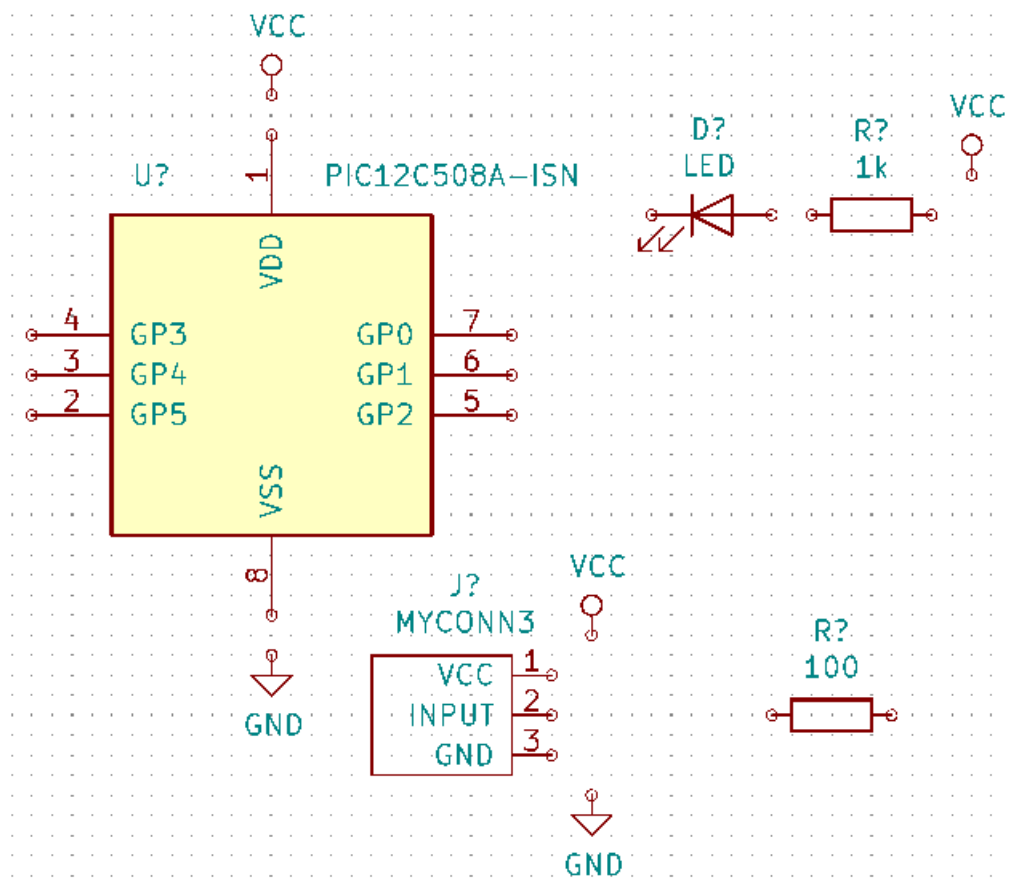 VCC
VCC
D?
R?
LED
1k
U?
1
PIC12C508A-ISN
VDD
4 GP3 GP0 7
3 GP4 GP1 6
2 GP5 GP2 5
VSS
8
VCC
J?
MYCONN3
R?
100
VCC 1
INPUT 2
GND 3
GND
GND